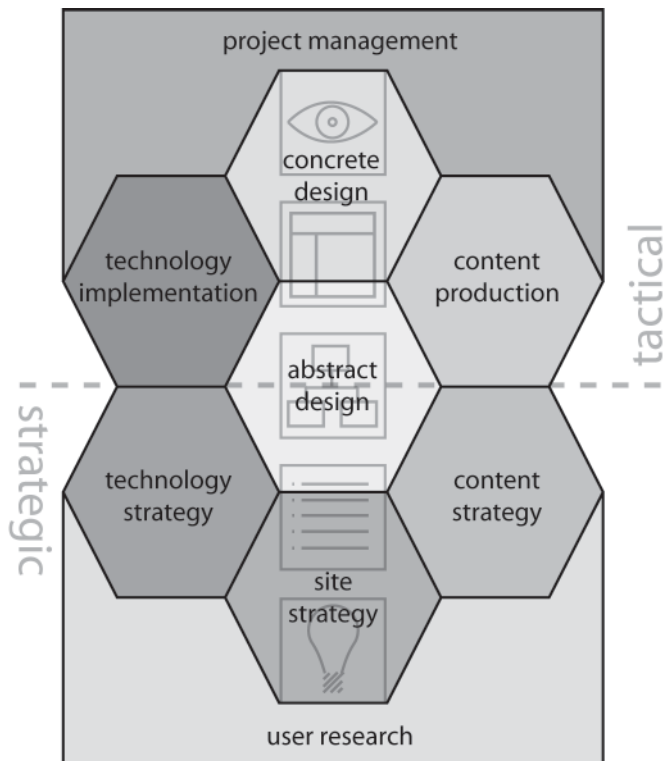 project management
concrete
design
technology
implementation
content
production
tactical
abstract
design
strategic
technology
strategy
content
strategy
site
strategy
user research